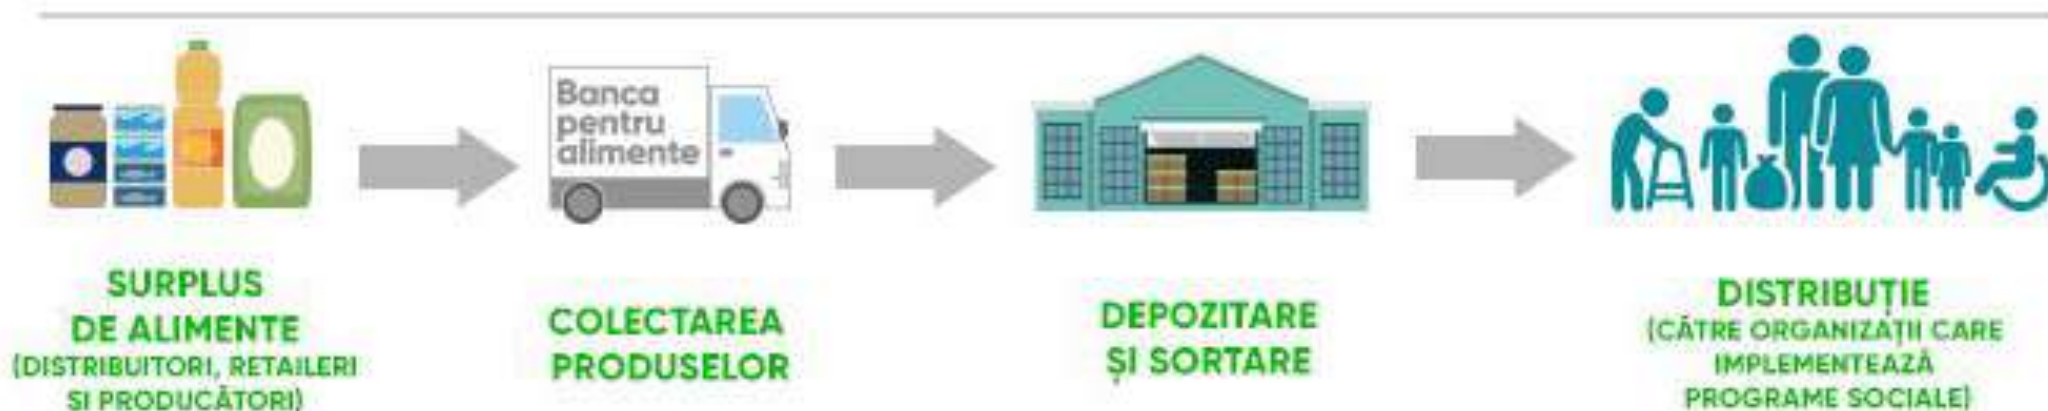 SURPLUS
DE ALIMENTE
(DISTRIBUITORI, RETAILERI
SI PRODUCĂTORI)
Banca
pentru
alimente
COLECTAREA
PRODUSELOR
DEPOZITARE
ȘI SORTARE
DISTRIBUȚIE
(CĂTRE ORGANIZAȚII CARE
IMPLEMENTEAZĂ
PROGRAME SOCIALE)